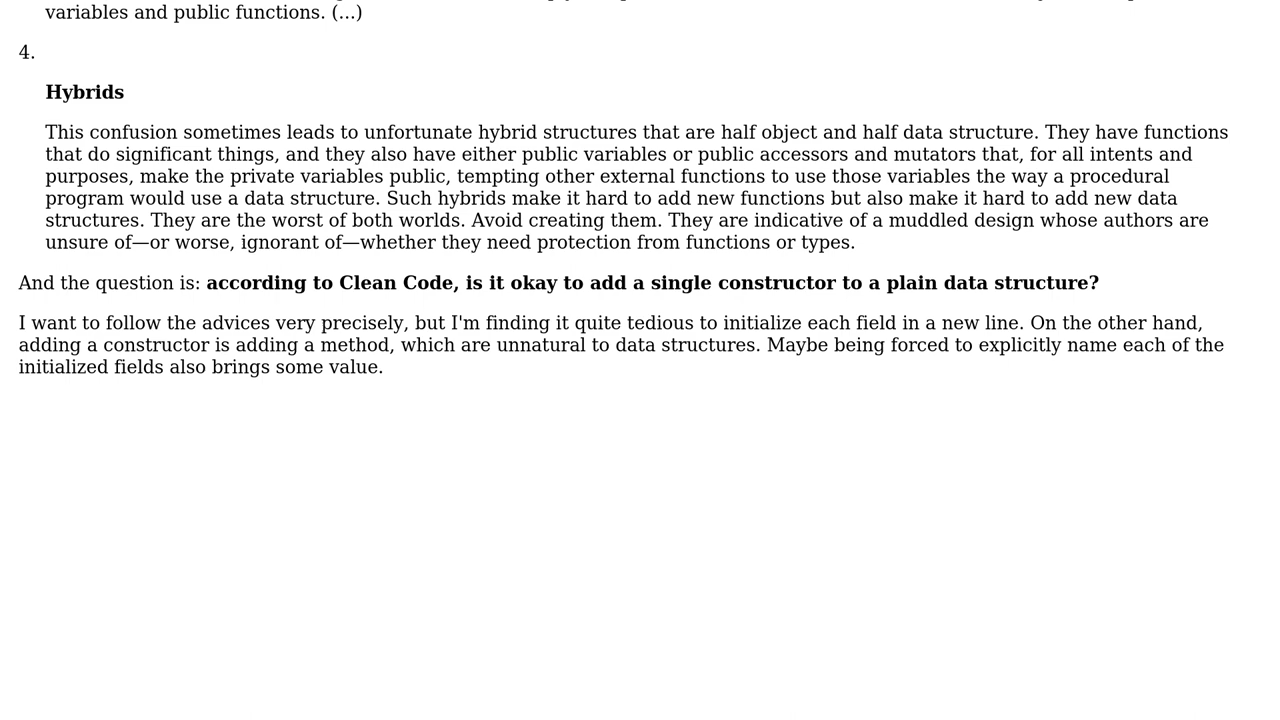 variables and public functions. (...)
4.
Hybrids
This confusion sometimes leads to unfortunate hybrid structures that are half object and half data structure. They have functions
that do significant things, and they also have either public variables or public accessors and mutators that, for all intents and
purposes, make the private variables public, tempting other external functions to use those variables the way a procedural
program would use a data structure. Such hybrids make it hard to add new functions but also make it hard to add new data
structures. They are the worst of both worlds. Avoid creating them. They are indicative of a muddled design whose authors are
unsure of—or worse, ignorant of—whether they need protection from functions or types.
And the question is: according to Clean Code, is it okay to add a single constructor to a plain data structure?
I want to follow the advices very precisely, but I'm finding it quite tedious to initialize each field in a new line. On the other hand,
adding a constructor is adding a method, which are unnatural to data structures. Maybe being forced to explicitly name each of the
initialized fields also brings some value.